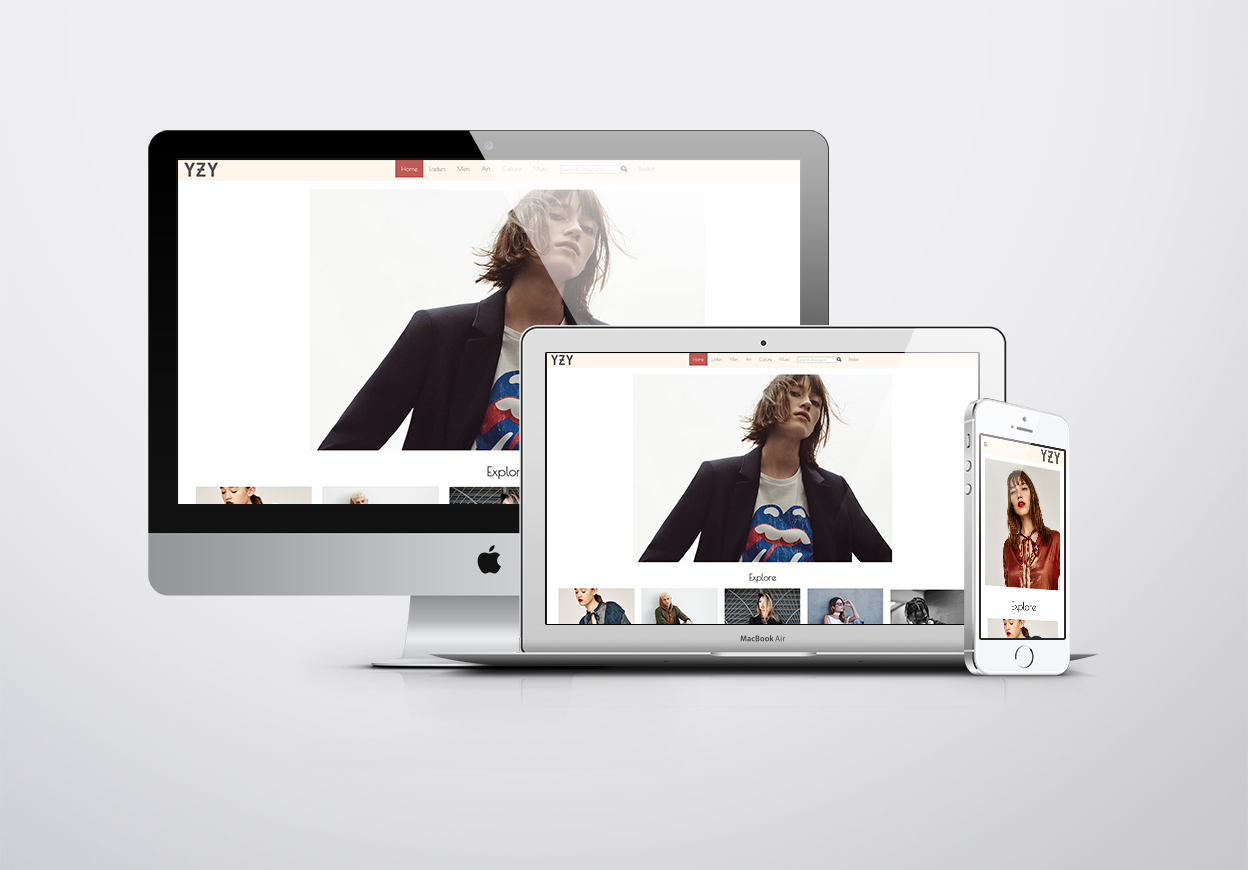 YZY
Home Ladies Men Art Culture Music Search Products
Explor
YZY
Home Ladies Men Art Culture Music Search Products Basket
Explore
MacBook Air
YZY
Explore